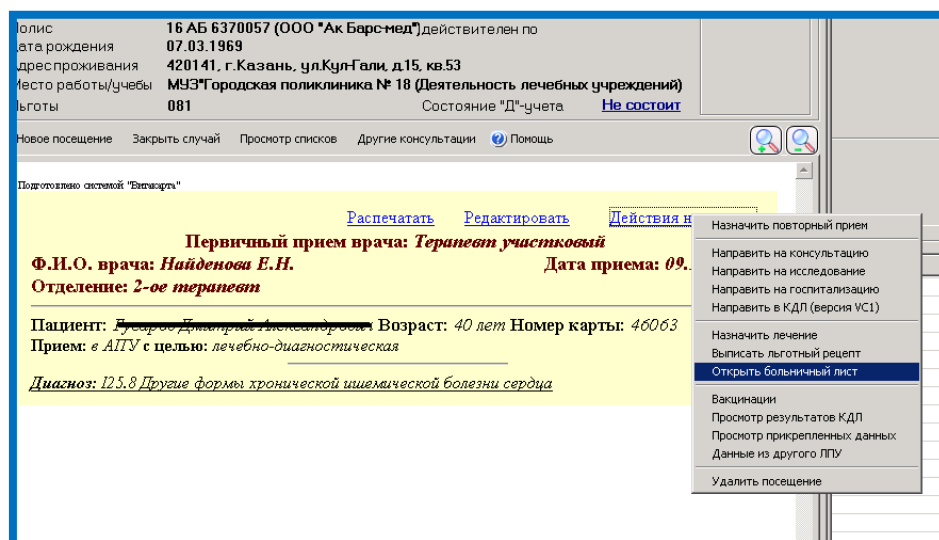 Полис 16 АБ 6370057 (ООО "Ак Барс-мед") действителен по
Дата рождения 07.03.1969
Адрес проживания 420141, г.Казань, ул.Кул-Гали, д.15, кв.53
Место работы/учебы МУЗ"Городская поликлиника № 18 (Деятельность лечебных учреждений)
Льготы 081 Состояние "Д"-учета Не состоит
Новое посещение Закрыть случай Просмотр списков Другие консультации Помощь
Подготовлено системой "Витакарта"
Распечатать Редактировать Действия н
Первичный прием врача: Терапевт участковый
Ф.И.О. врача: Найденова Е.Н. Дата приема: 09.
Отделение: 2-ое терапевт
Пациент: Возраст: 40 лет Номер карты: 46063
Прием: в АПУ с целью: лечебно-диагностическая
Диагноз: I25.8 Другие формы хронической ишемической болезни сердца
Назначить повторный прием
Направить на консультацию
Направить на исследование
Направить на госпитализацию
Направить в КДЛ (версия VC1)
Назначить лечение
Выписать льготный рецепт
Открыть больничный лист
Вакцинации
Просмотр результатов КДЛ
Просмотр прикрепленных данных
Данные из другого ЛПУ
Удалить посещение